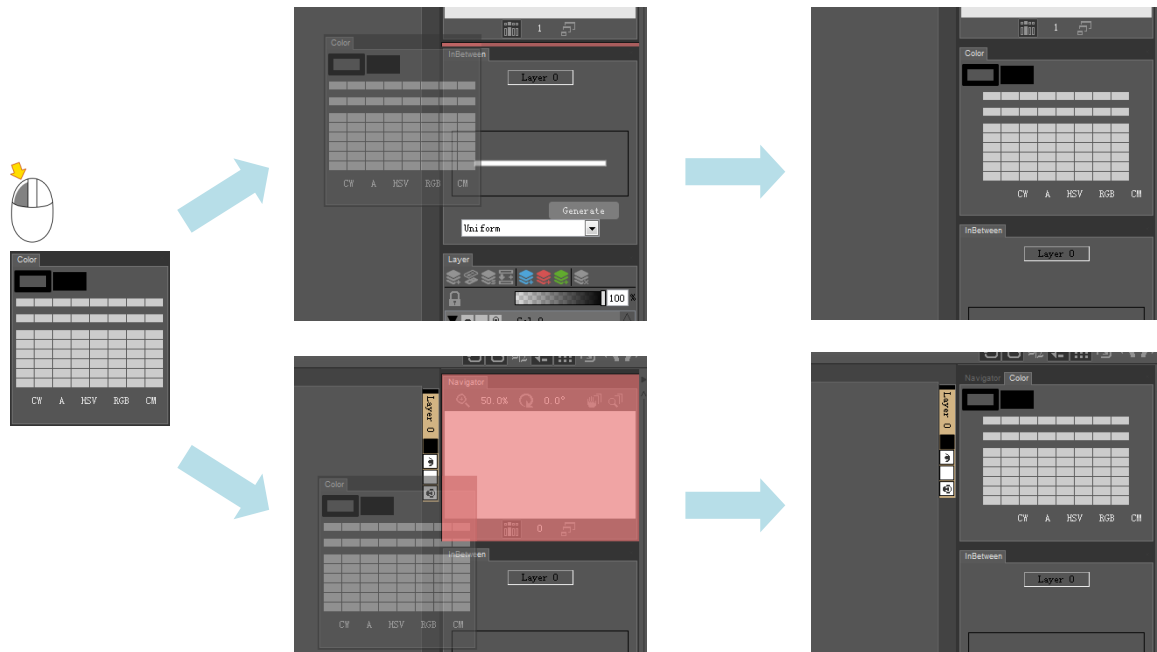 Color
CW A HSV RGB CM
1
Color
InBetween
Layer 0
CW A HSV RGB CM
Generate
Uniform
Layer
100 %
1
Color
CW A HSV RGB CM
InBetween
Layer 0
Navigator
50.0% 0.0°
Layer 0
Color
0
InBetween
Layer 0
CW A HSV RGB CM
Navigator Color
Layer 0
CW A HSV RGB CM
InBetween
Layer 0